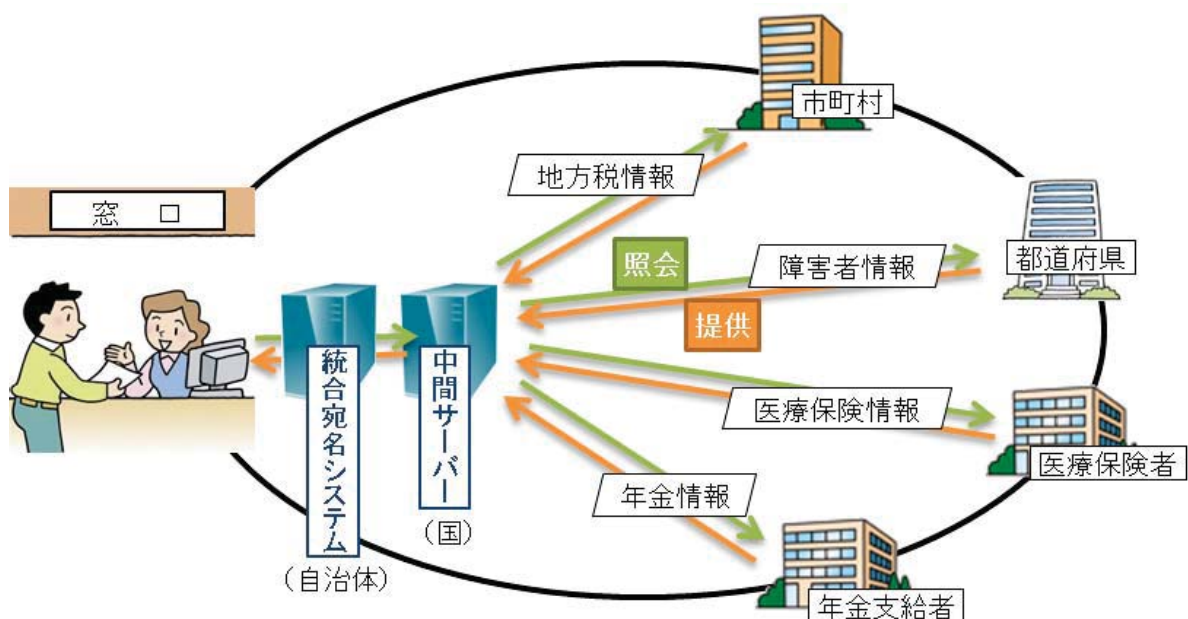 市町村
地方税情報
窓　口
照会
障害者情報
都道府県
提供
統合宛名システム
中間サーバー
医療保険情報
医療保険者
年金情報
（国）
（自治体）
年金支給者